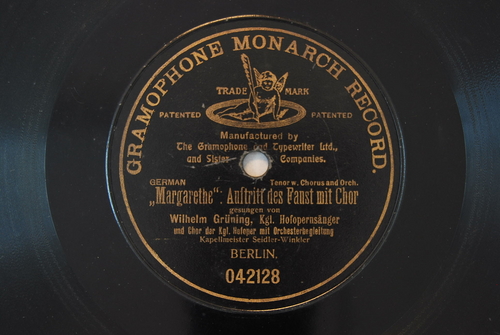 GRAMOPHONE MONARCH RECORD.
TRADE MARK
PATENTED PATENTED
Manufactured by
The Gramophone and Typewriter Ltd.,
and Sister Companies.
GERMAN Tenor w. Chorus and Orch.
„Margarethe“: Auftritt des Faust mit Chor
gesungen von
Wilhelm Grüning, Kgl. Hofopernsänger
und Chor der Kgl. Hofoper mit Orchesterbegleitung
Kapellmeister Seidler-Winkler
BERLIN.
042128